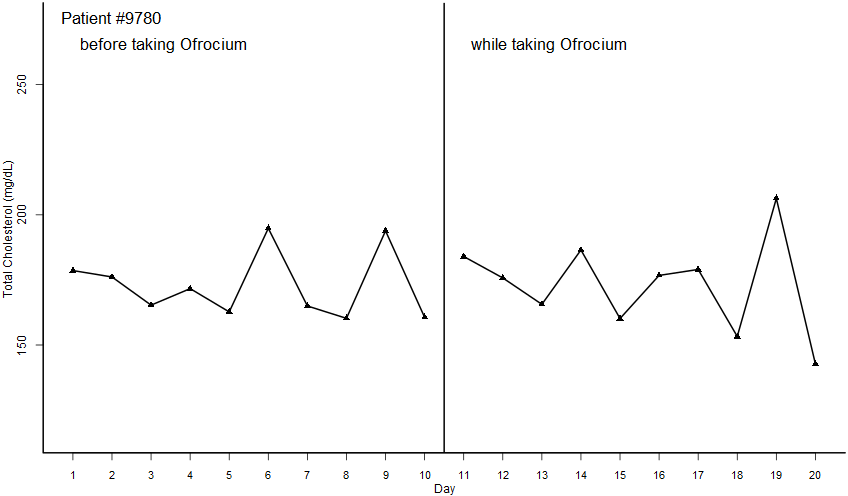 Patient #9780
before taking Ofrocium
while taking Ofrocium
Total Cholesterol (mg/dL)
250
200
150
1 2 3 4 5 6 7 8 9 10 11 12 13 14 15 16 17 18 19 20
Day